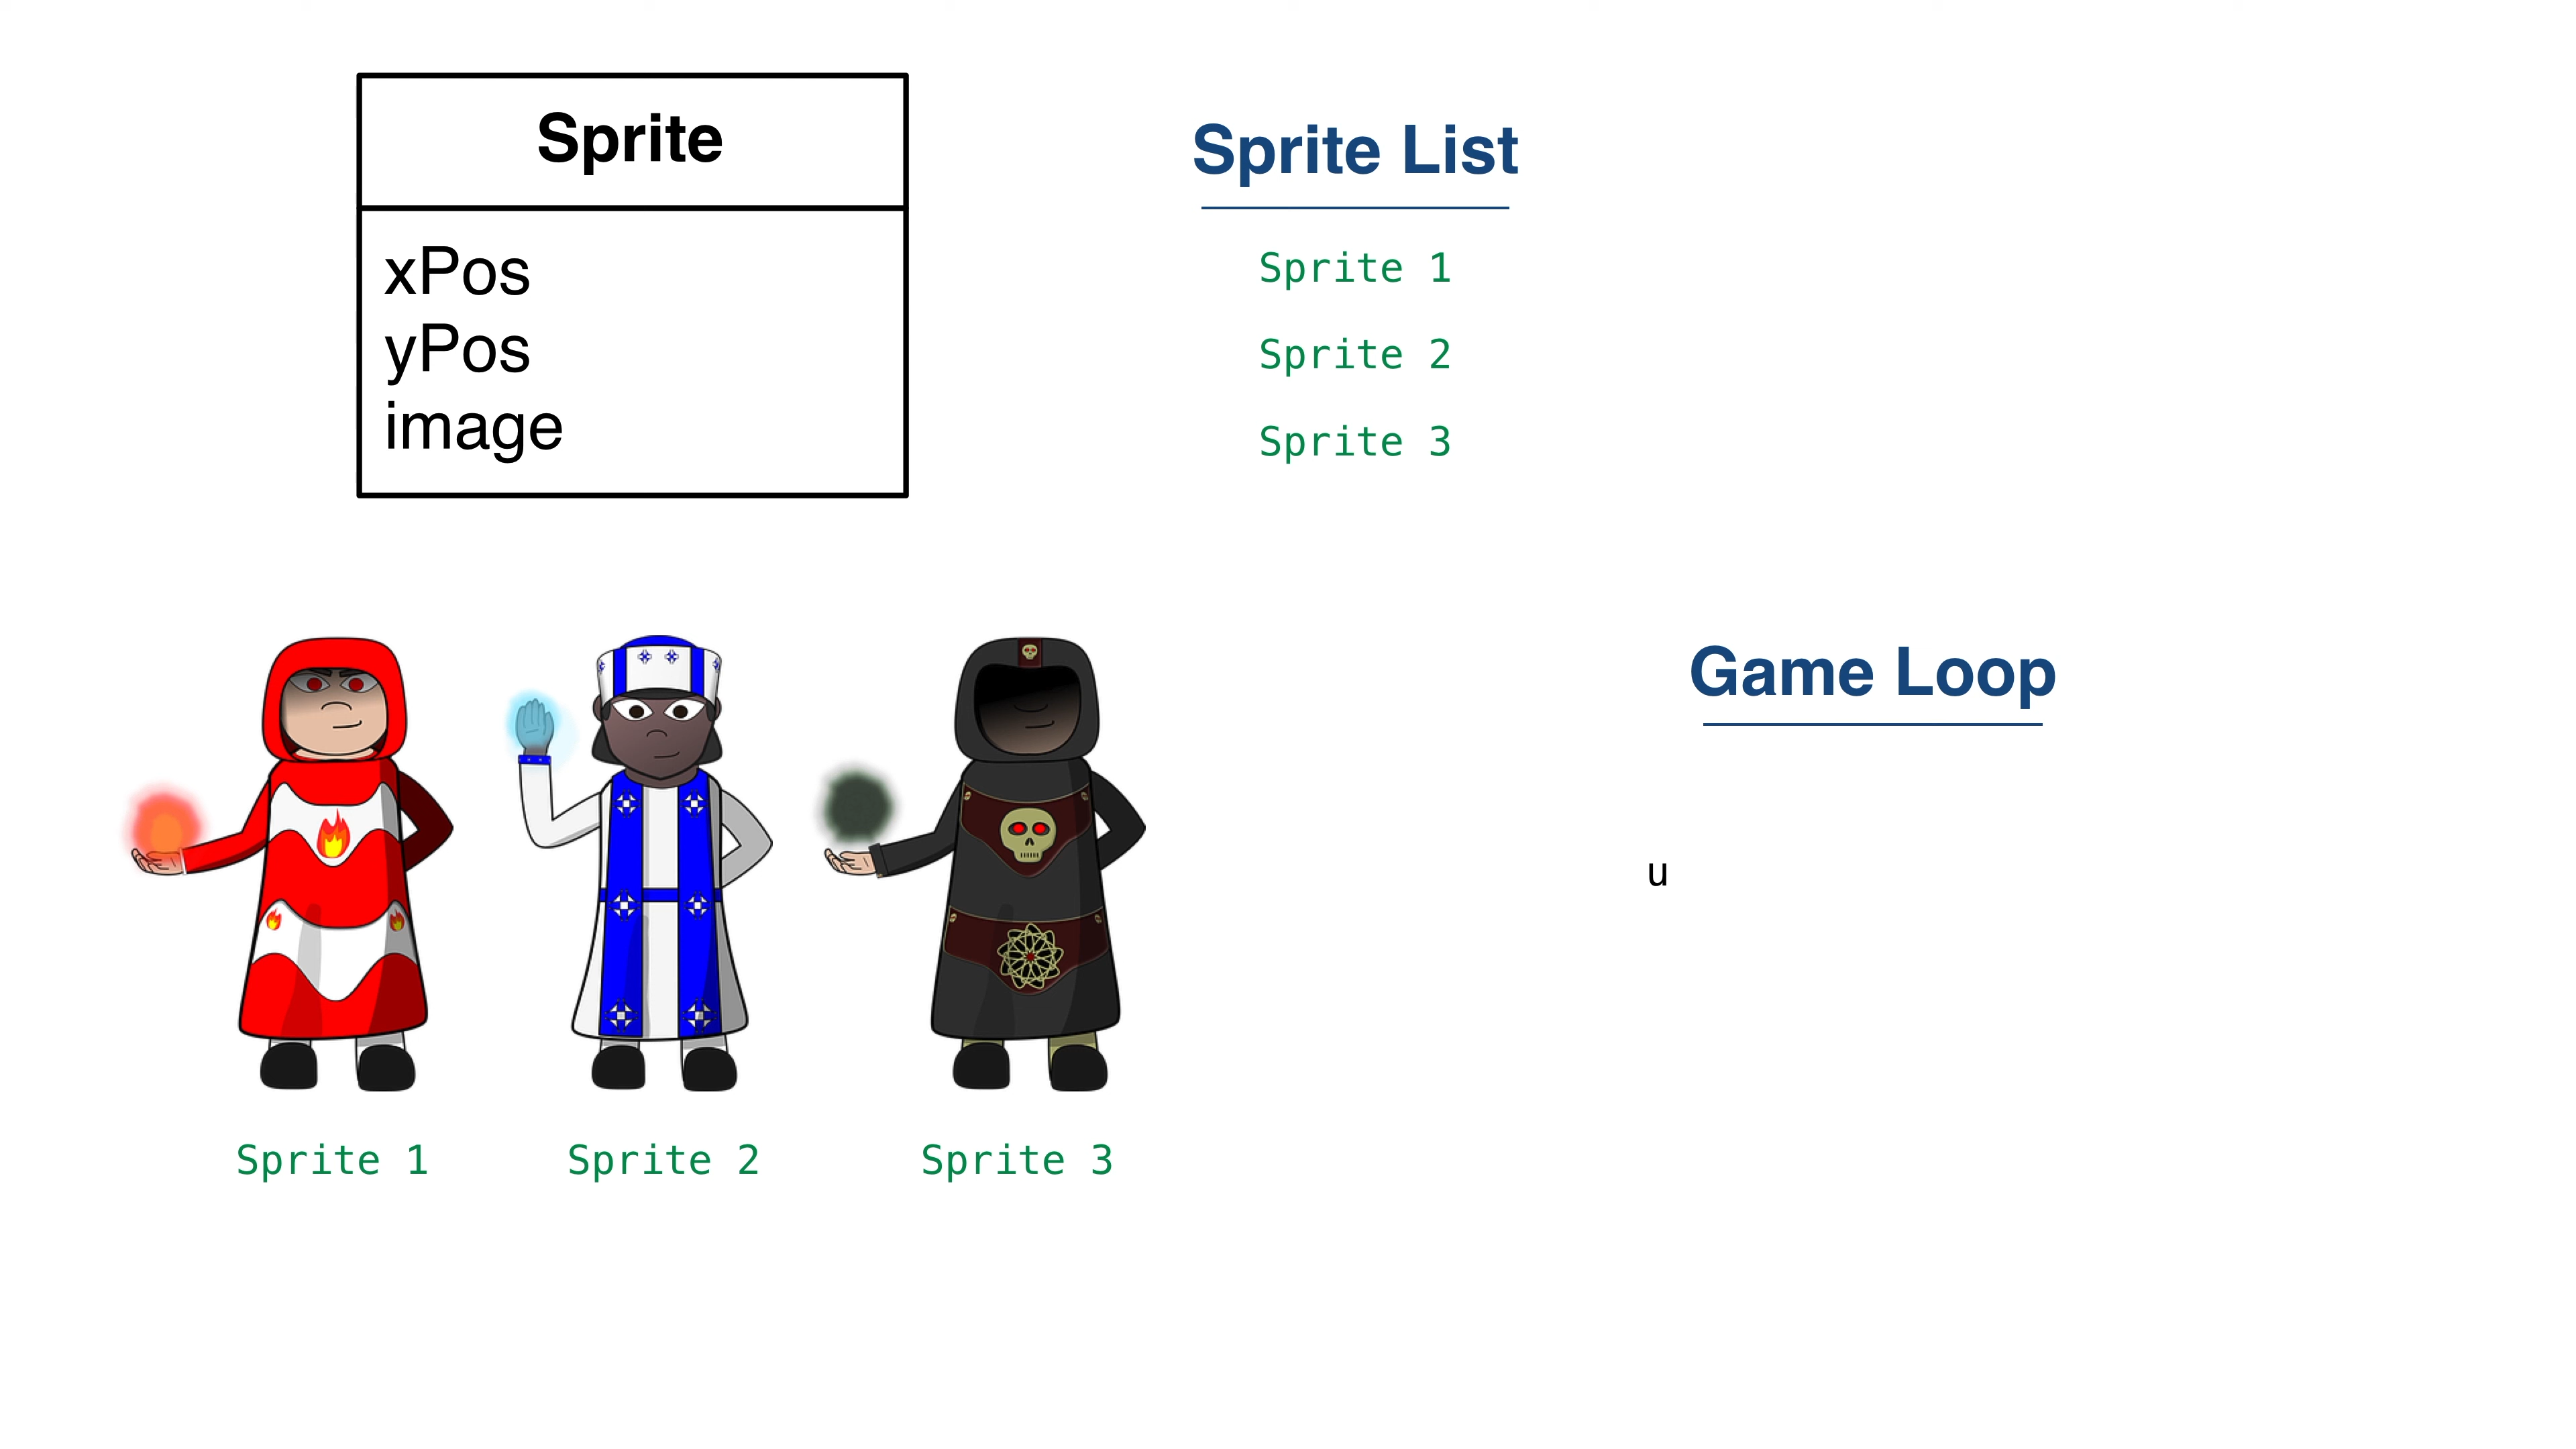 Sprite
xPos
yPos
image
Sprite List
Sprite 1
Sprite 2
Sprite 3
Game Loop
u
Sprite 1
Sprite 2
Sprite 3